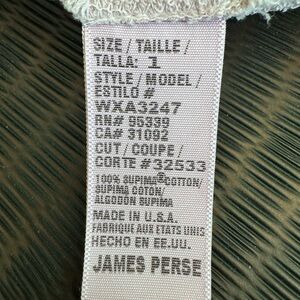 SIZE / TAILLE /
TALLA: 1
STYLE / MODEL /
ESTILO #
WXA3247
RN# 95339
CA# 31092
CUT / COUPE /
CORTE #32533
100% SUPIMA® COTTON/
SUPIMA COTON/
ALGODON SUPIMA
MADE IN U.S.A.
FABRIQUE AUX ETATS UNIS
HECHO EN EE.UU.
JAMES PERSE